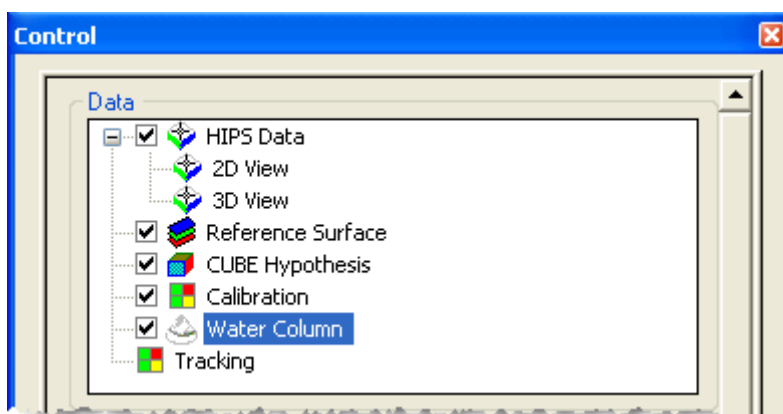 Control
Data
HIPS Data
2D View
3D View
Reference Surface
CUBE Hypothesis
Calibration
Water Column
Tracking